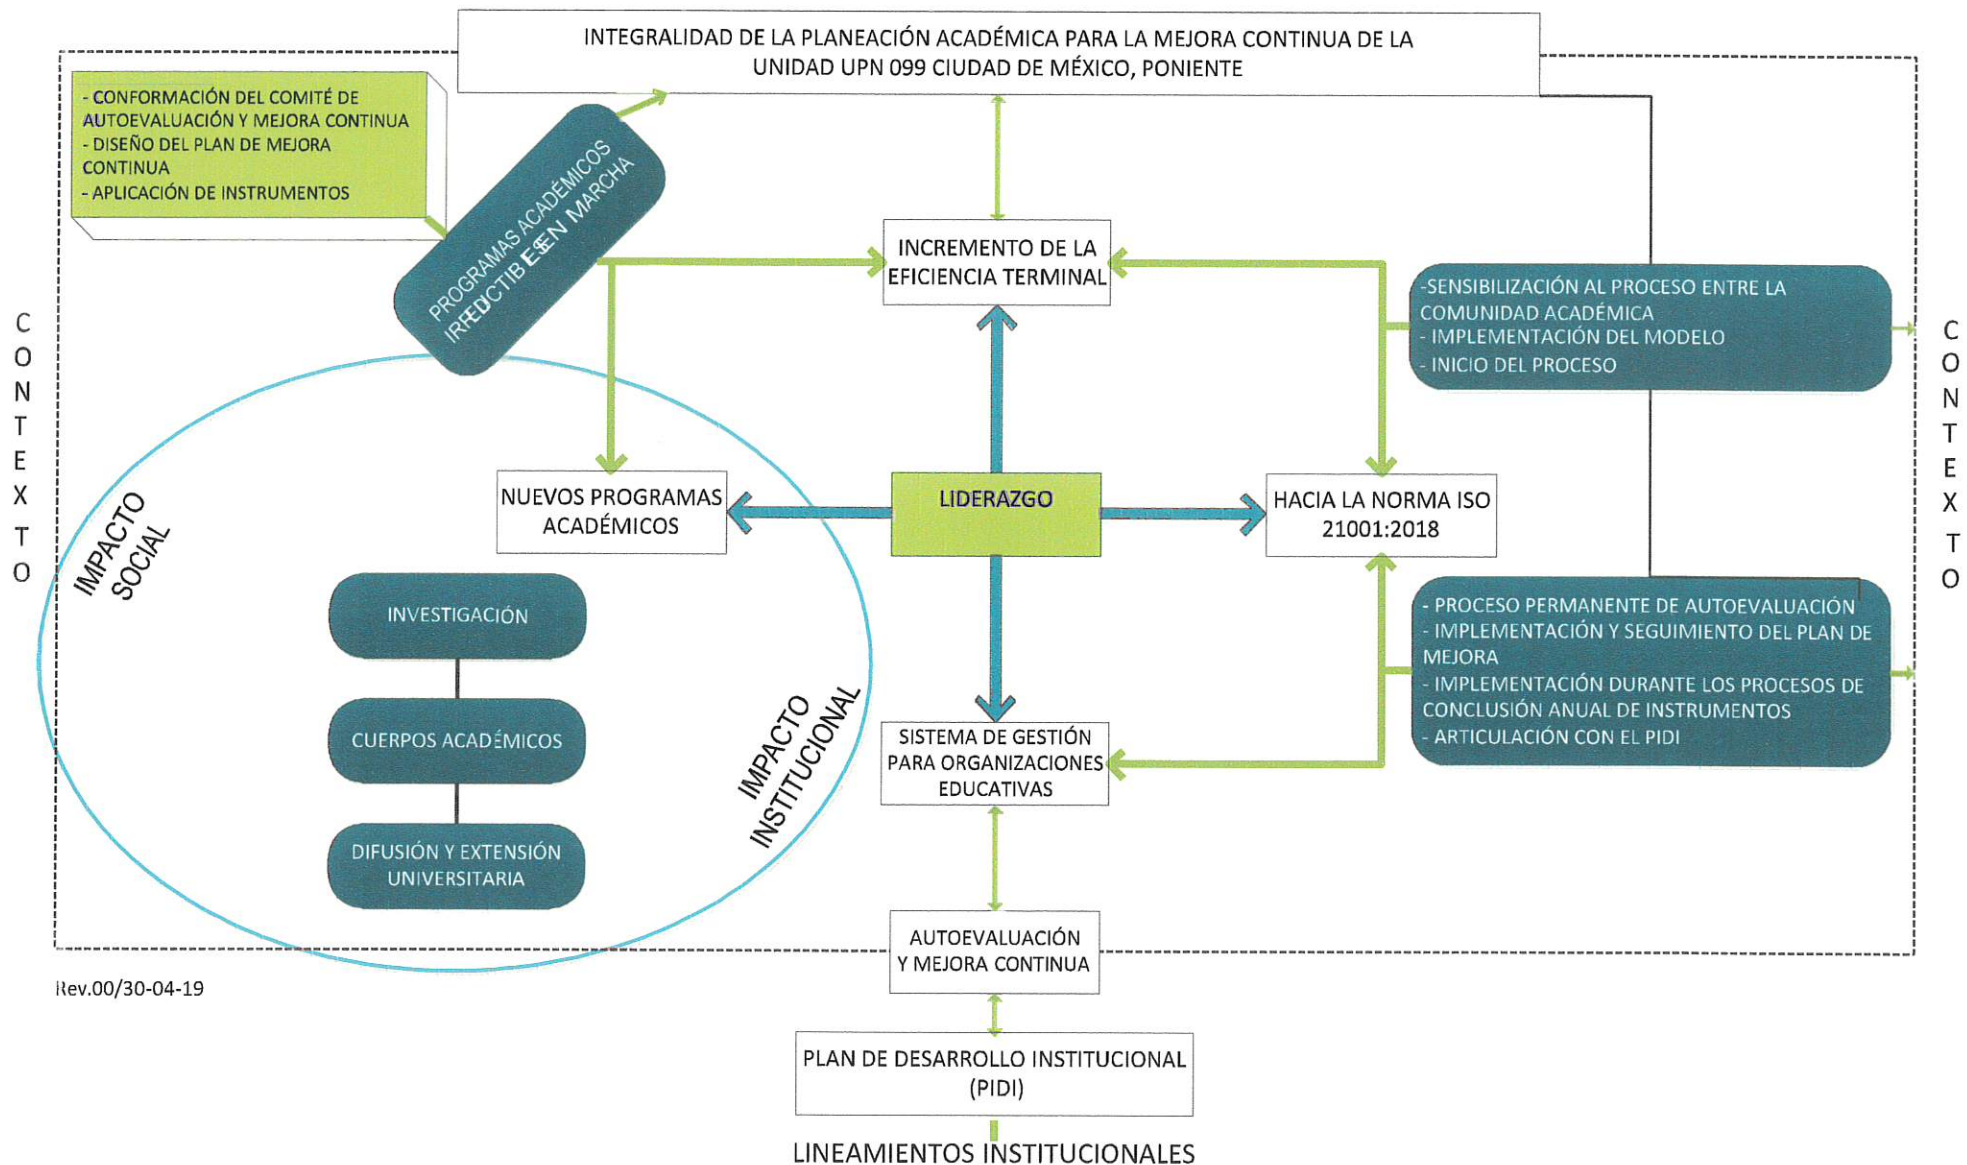 INTEGRALIDAD DE LA PLANEACIÓN ACADÉMICA PARA LA MEJORA CONTINUA DE LA
UNIDAD UPN 099 CIUDAD DE MÉXICO, PONIENTE
- CONFORMACIÓN DEL COMITÉ DE
AUTOEVALUACIÓN Y MEJORA CONTINUA
- DISEÑO DEL PLAN DE MEJORA
CONTINUA
- APLICACIÓN DE INSTRUMENTOS
PROGRAMAS ACADÉMICOS
IRREDICTIBLES EN MARCHA
INCREMENTO DE LA
EFICIENCIA TERMINAL
-SENSIBILIZACIÓN AL PROCESO ENTRE LA
COMUNIDAD ACADÉMICA
- IMPLEMENTACIÓN DEL MODELO
- INICIO DEL PROCESO
CONTEXTO
CONTEXTO
NUEVOS PROGRAMAS
ACADÉMICOS
LIDERAZGO
HACIA LA NORMA ISO
21001:2018
IMPACTO
SOCIAL
INVESTIGACIÓN
CUERPOS ACADÉMICOS
DIFUSIÓN Y EXTENSIÓN
UNIVERSITARIA
IMPACTO
INSTITUCIONAL
SISTEMA DE GESTIÓN
PARA ORGANIZACIONES
EDUCATIVAS
- PROCESO PERMANENTE DE AUTOEVALUACIÓN
- IMPLEMENTACIÓN Y SEGUIMIENTO DEL PLAN DE
MEJORA
- IMPLEMENTACIÓN DURANTE LOS PROCESOS DE
CONCLUSIÓN ANUAL DE INSTRUMENTOS
- ARTICULACIÓN CON EL PIDI
AUTOEVALUACIÓN
Y MEJORA CONTINUA
Rev.00/30-04-19
PLAN DE DESARROLLO INSTITUCIONAL
(PIDI)
LINEAMIENTOS INSTITUCIONALES